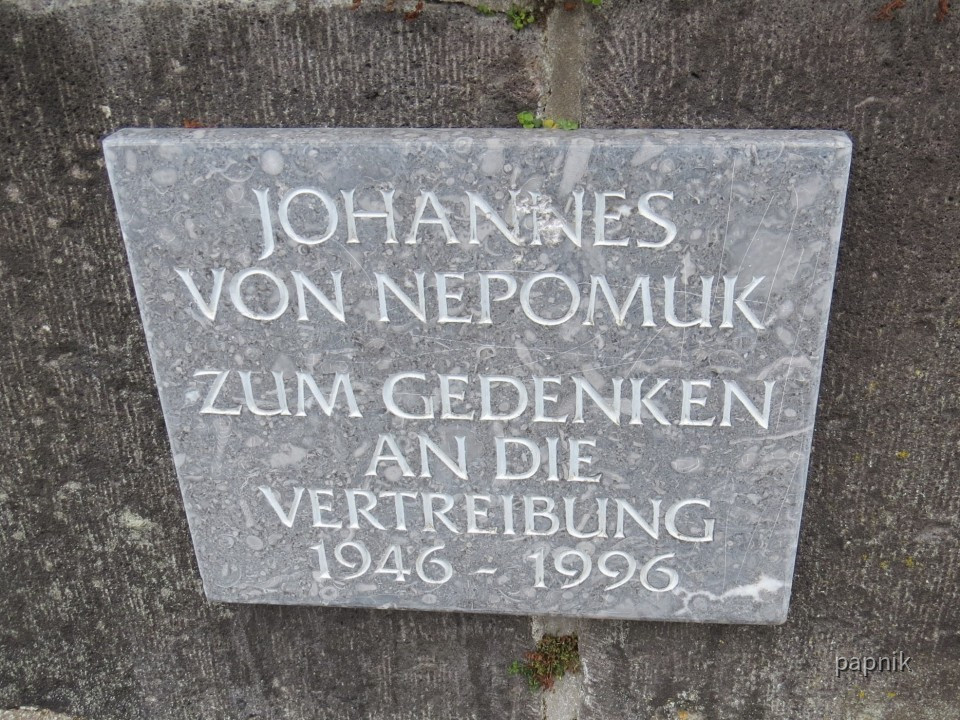 JOHANNES
VON NEPOMUK
ZUM GEDENKEN
AN DIE
VERTREIBUNG
1946 - 1996
papnik